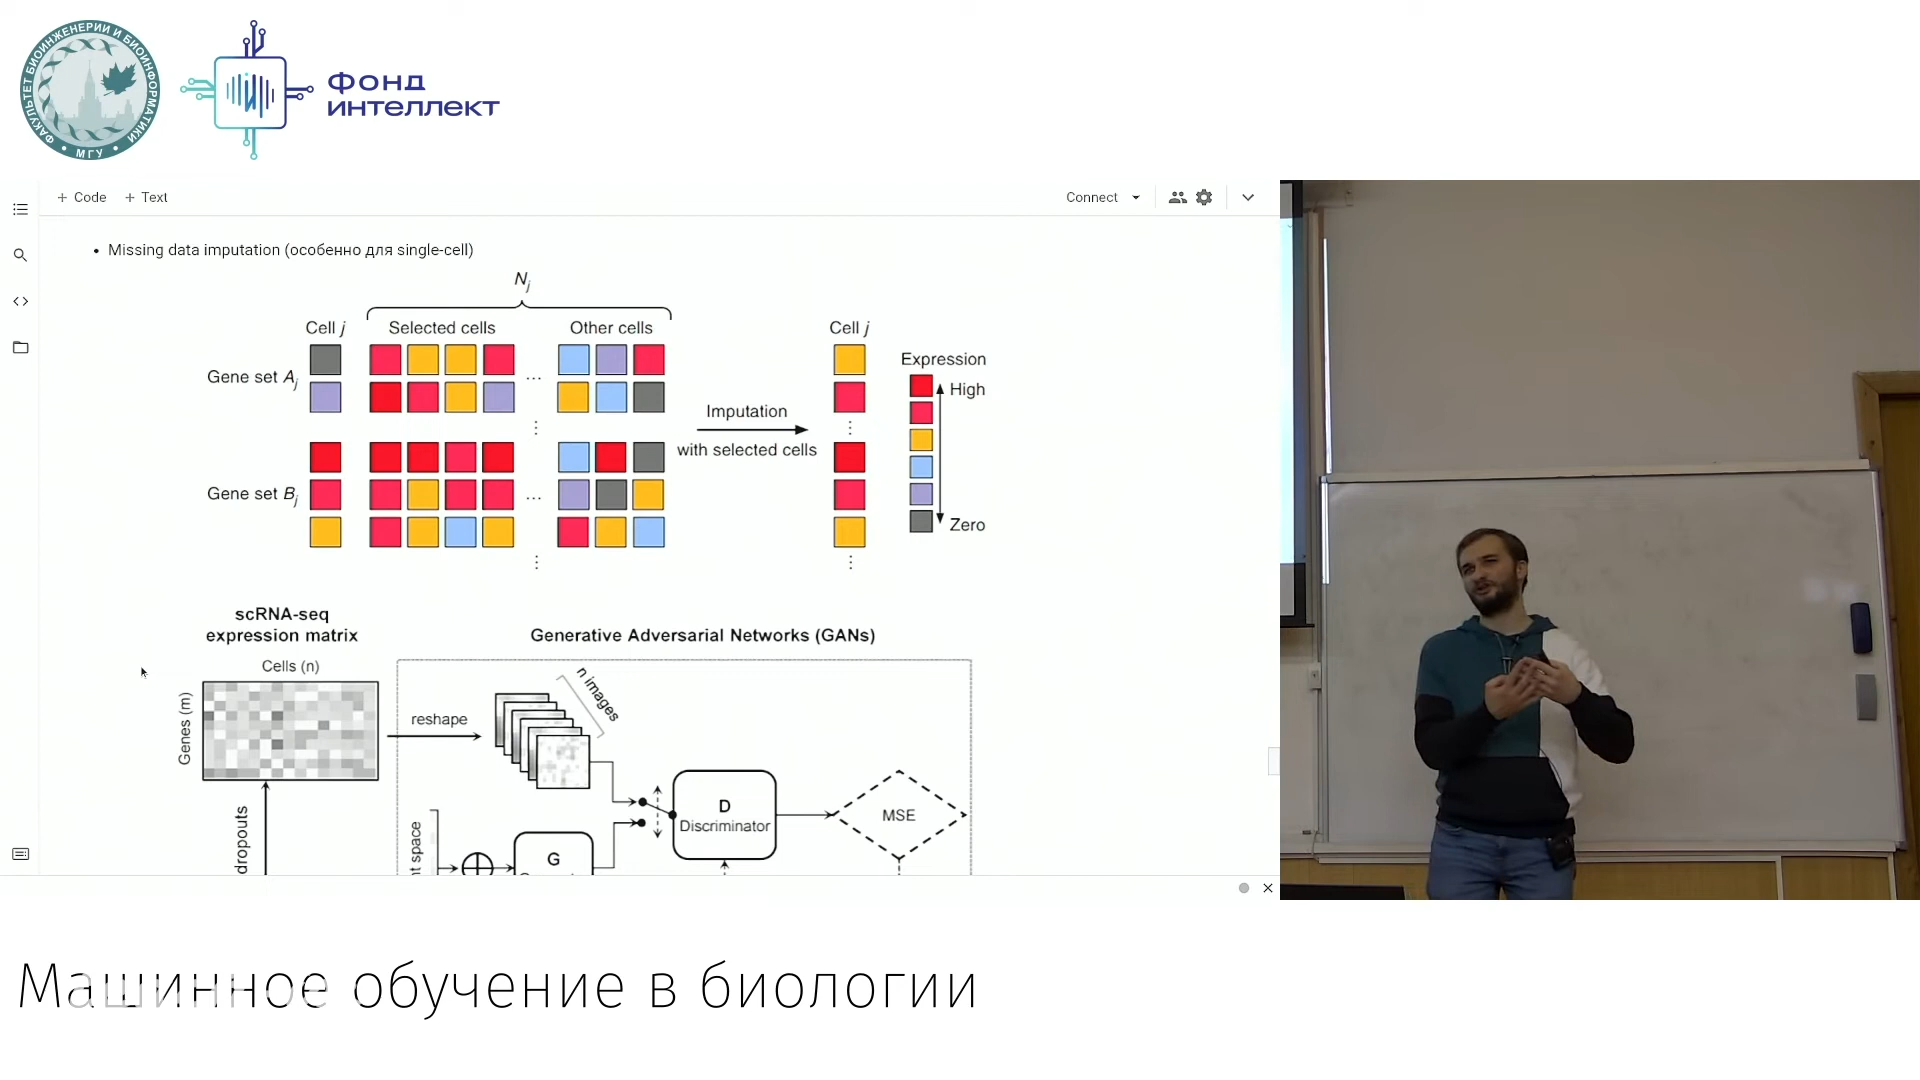 ФАКУЛЬТЕТ БИОИНЖЕНЕРИИ И БИОИНФОРМАТИКИ
• МГУ •
ФОНД
ИНТЕЛЛЕКТ
+ Code + Text
Connect
• Missing data imputation (особенно для single-cell)
Nj
Cell j Selected cells Other cells Cell j
Expression
Gene set Aj
High
Imputation
with selected cells
Gene set Bj
Zero
scRNA-seq
expression matrix
Generative Adversarial Networks (GANs)
Cells (n)
Genes (m)
n images
reshape
D
Discriminator
MSE
dropouts
G
Машинное обучение в биологии